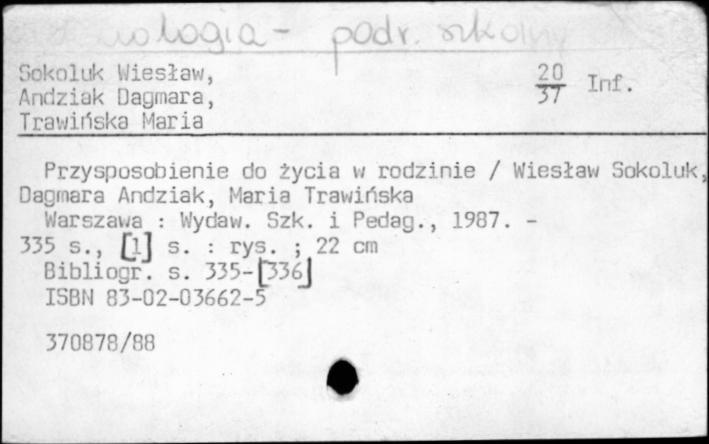 podr. szkolny
Sokoluk Wiesław,
Andziak Dagmara,
Trawińska Maria
20
37 Inf.
Przysposobienie do życia w rodzinie / Wiesław Sokoluk,
Dagmara Andziak, Maria Trawińska
Warszawa : Wydaw. Szk. i Pedag., 1987. -
335 s., [1] s. : rys. ; 22 cm
Bibliogr. s. 335-[336]
ISBN 83-02-03662-5
370878/88